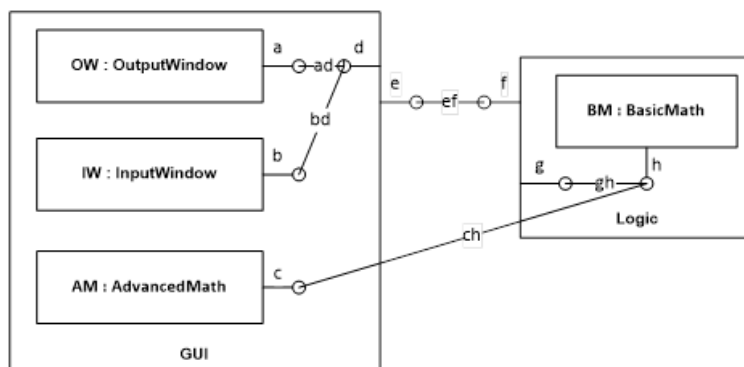 OW : OutputWindow
a
ad
d
bd
IW : InputWindow
b
AM : AdvancedMath
c
GUI
e
ef
f
BM : BasicMath
h
g
gh
Logic
ch